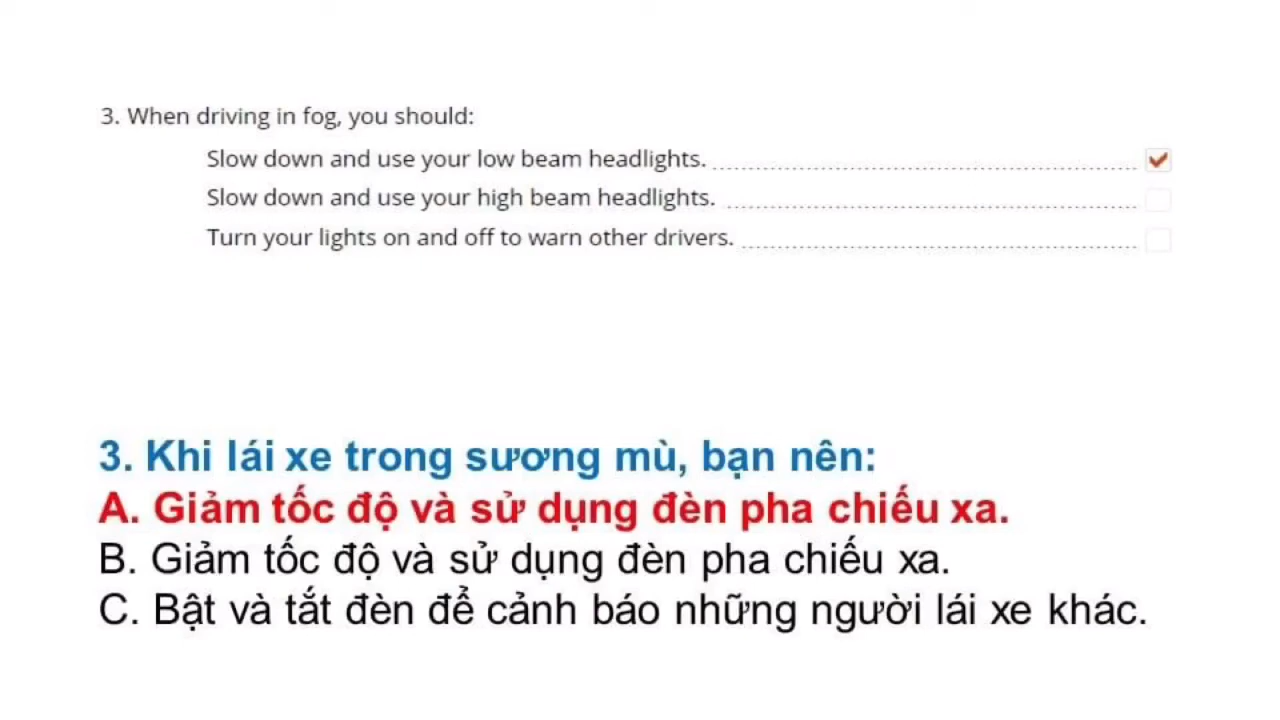 3. When driving in fog, you should:
Slow down and use your low beam headlights.
Slow down and use your high beam headlights.
Turn your lights on and off to warn other drivers.
3. Khi lái xe trong sương mù, bạn nên:
A. Giảm tốc độ và sử dụng đèn pha chiếu xa.
B. Giảm tốc độ và sử dụng đèn pha chiếu xa.
C. Bật và tắt đèn để cảnh báo những người lái xe khác.